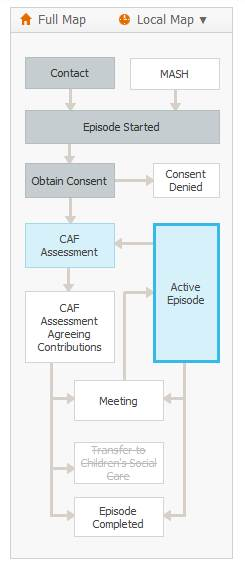 Full Map
Local Map ▼
Contact
MASH
Episode Started
Obtain Consent
Consent
Denied
CAF
Assessment
Active
Episode
CAF
Assessment
Agreeing
Contributions
Meeting
Transfer to
Children's Social
Care
Episode
Completed